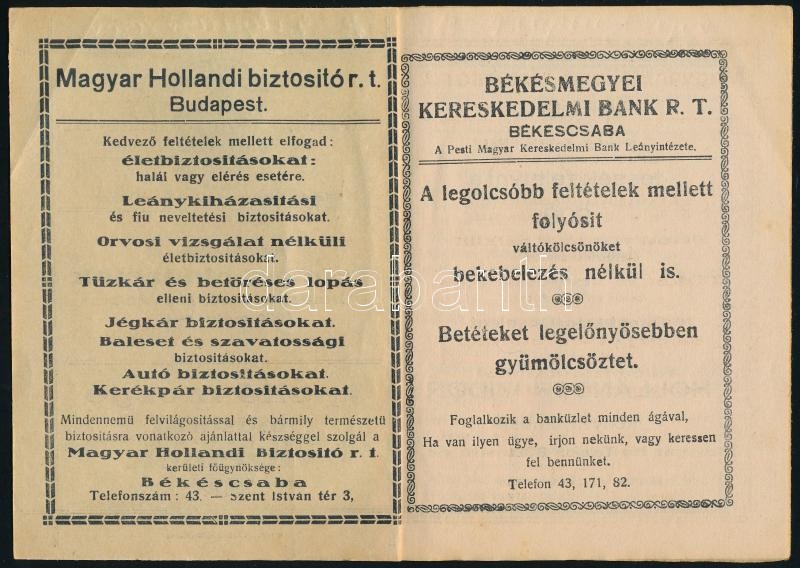 Magyar Hollandi biztositó r. t.
Budapest.
Kedvező feltételek mellett elfogad:
életbiztositásokat:
halál vagy elérés esetére.
Leánykiházasitási
és fiu neveltetési biztositásokat.
Orvosi vizsgálat nélküli
életbiztositásokat.
Tüzkár és betöréses lopás
elleni biztositásokat.
Jégkár biztositásokat.
Baleset és szavatossági
biztositásokat.
Autó biztositásokat.
Kerékpár biztositásokat.
Mindennemü felvilágositással és bármily természetü
biztositásra vonatkozó ajánlattal készséggel szolgál a
Magyar Hollandi Biztositó r. t.
kerületi főügynöksége:
Békéscsaba
Telefonszám: 43. — Szent István tér 3,
BÉKÉSMEGYEI
KERESKEDELMI BANK R. T.
BÉKÉSCSABA
A Pesti Magyar Kereskedelmi Bank Leányintézete.
A legolcsóbb feltételek mellett
folyósit
váltókölcsönöket
bekebelezés nélkül is.
Betéteket legelőnyösebben
gyümölcsöztet.
Foglalkozik a banküzlet minden ágával,
Ha van ilyen ügye, irjon nekünk, vagy keressen
fel bennünket.
Telefon 43, 171, 82.
darabanth